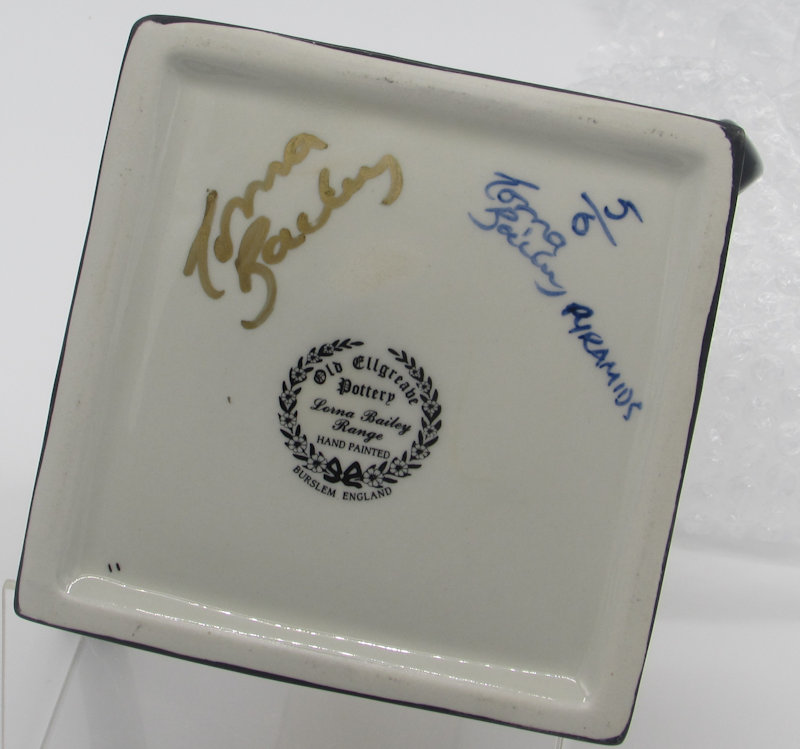 Lorna
Bailey
Lorna
Bailey
5/6
PYRAMIDS
Old Ellgreave
Pottery
Lorna Bailey
Range
HAND PAINTED
BURSLEM ENGLAND